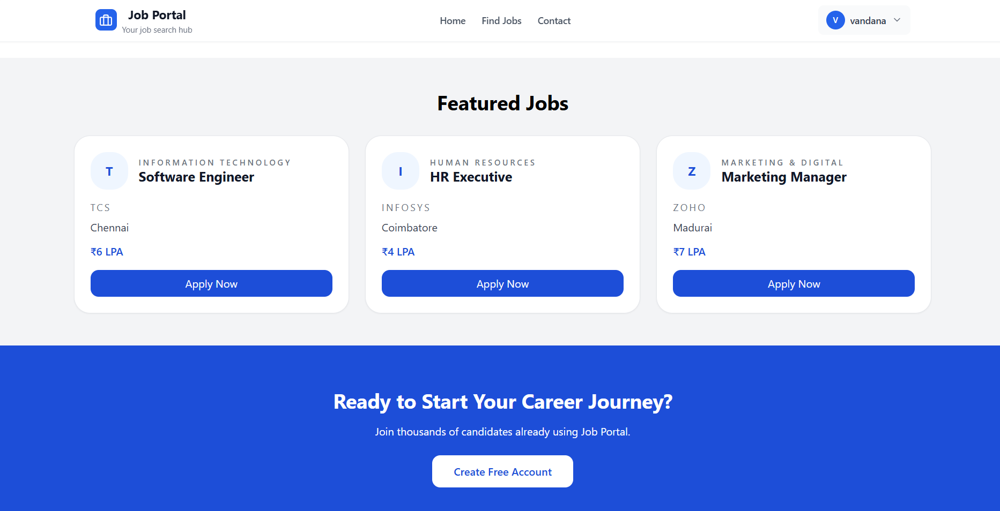 Job Portal
Your job search hub
Home
Find Jobs
Contact
V
vandana
Featured Jobs
T
INFORMATION TECHNOLOGY
Software Engineer
TCS
Chennai
₹6 LPA
Apply Now
I
HUMAN RESOURCES
HR Executive
INFOSYS
Coimbatore
₹4 LPA
Apply Now
Z
MARKETING & DIGITAL
Marketing Manager
ZOHO
Madurai
₹7 LPA
Apply Now
Ready to Start Your Career Journey?
Join thousands of candidates already using Job Portal.
Create Free Account